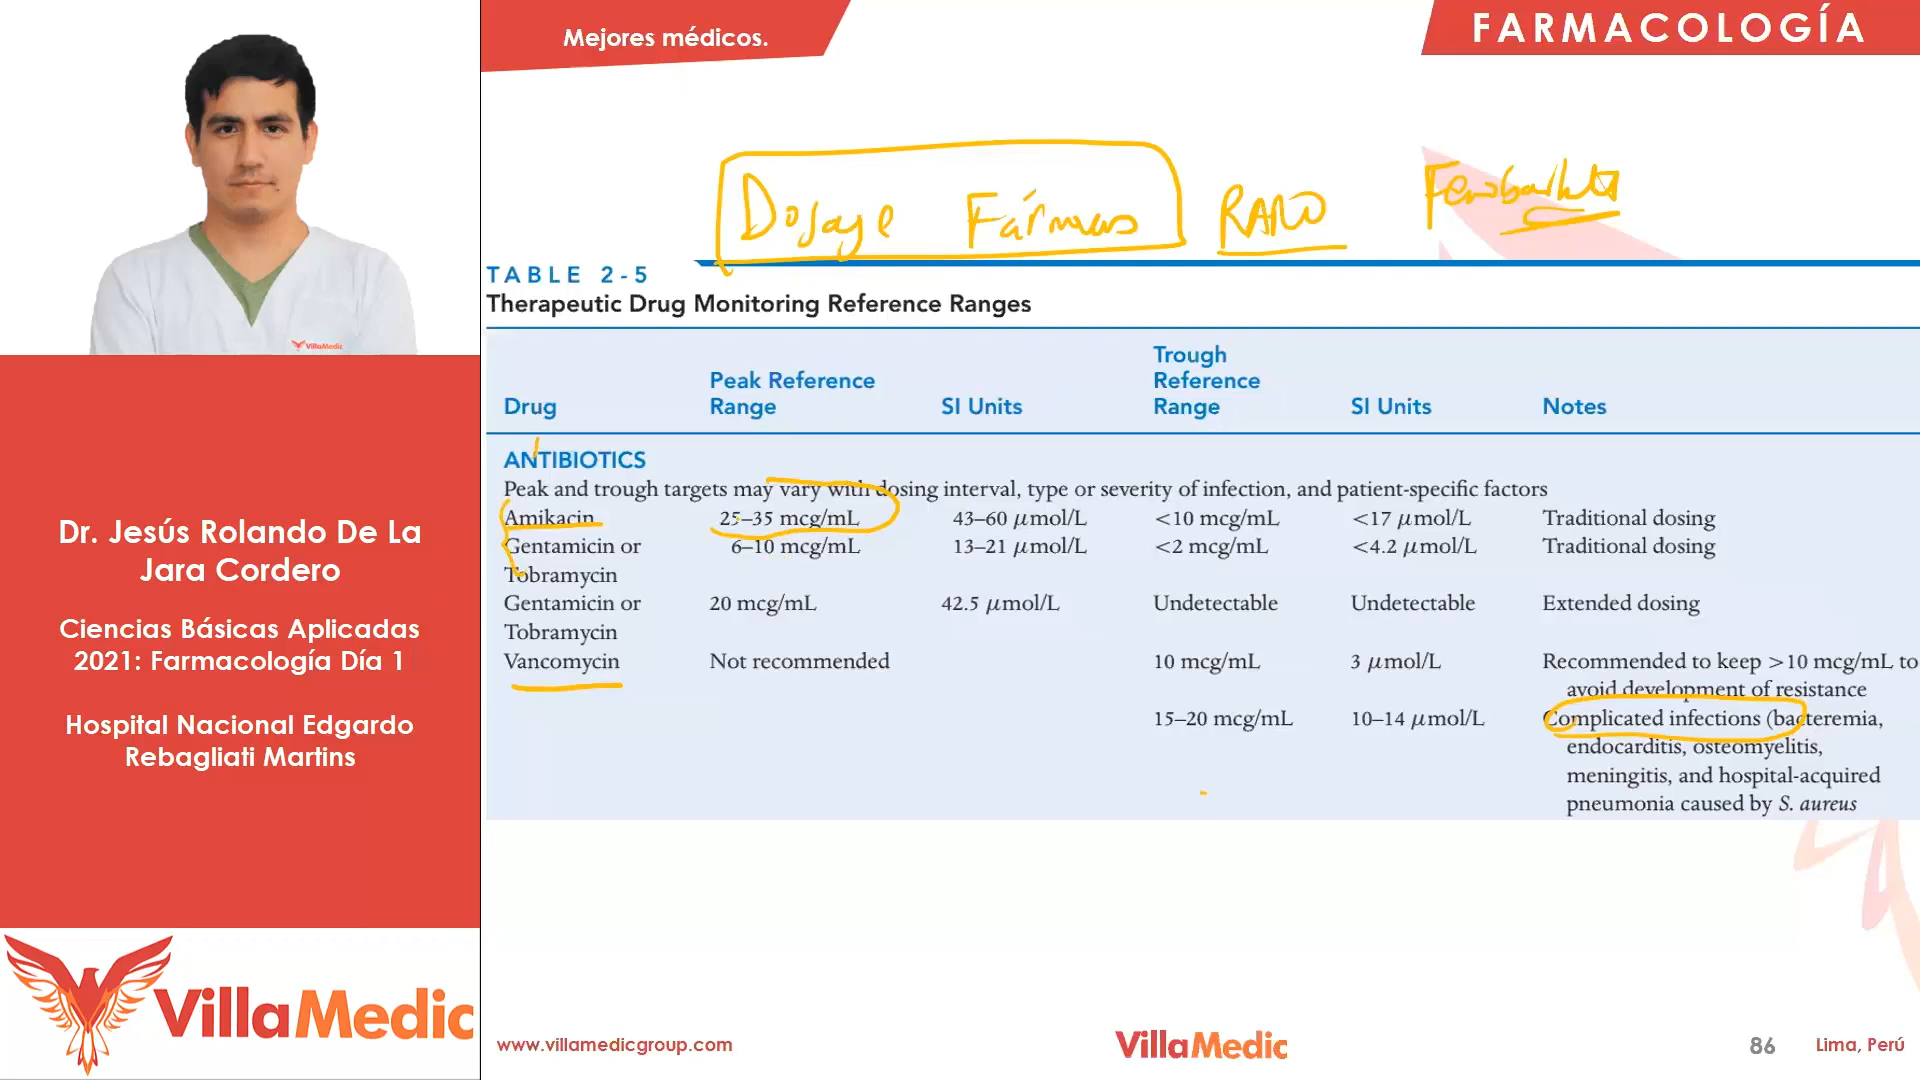 Mejores médicos.
FARMACOLOGÍA
Dosaje Fármacos RARO
TABLE 2-5
Therapeutic Drug Monitoring Reference Ranges
Drug Peak Reference Range SI Units Trough Reference Range SI Units Notes
ANTIBIOTICS
Peak and trough targets may vary with dosing interval, type or severity of infection, and patient-specific factors
Amikacin 25–35 mcg/mL 43–60 μmol/L <10 mcg/mL <17 μmol/L Traditional dosing
Gentamicin or 6–10 mcg/mL 13–21 μmol/L <2 mcg/mL <4.2 μmol/L Traditional dosing
Tobramycin
Gentamicin or 20 mcg/mL 42.5 μmol/L Undetectable Undetectable Extended dosing
Tobramycin
Vancomycin Not recommended 10 mcg/mL 3 μmol/L Recommended to keep >10 mcg/mL to
avoid development of resistance
15–20 mcg/mL 10–14 μmol/L Complicated infections (bacteremia,
endocarditis, osteomyelitis,
meningitis, and hospital-acquired
pneumonia caused by S. aureus
VillaMedic
Dr. Jesús Rolando De La
Jara Cordero
Ciencias Básicas Aplicadas
2021: Farmacología Día 1
Hospital Nacional Edgardo
Rebagliati Martins
VillaMedic
www.villamedicgroup.com
VillaMedic
86
Lima, Perú